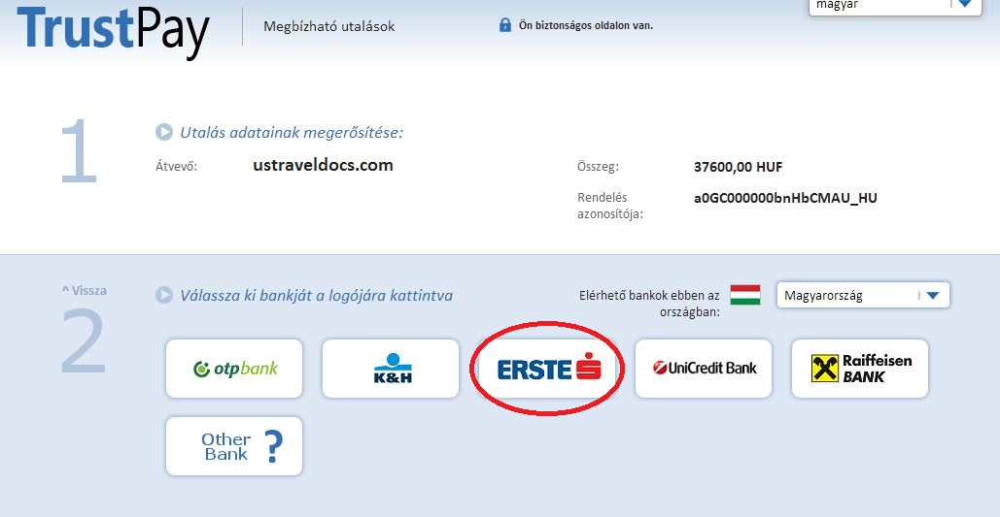 TrustPay
Megbízható utalások
Ön biztonságos oldalon van.
magyar
1
Utalás adatainak megerősítése:
Átvevő:
ustraveldocs.com
Összeg:
37600,00 HUF
Rendelés
azonosítója:
a0GC000000bnHbCMAU_HU
^ Vissza
2
Válassza ki bankját a logójára kattintva
Elérhető bankok ebben az
országban:
Magyarország
otpbank
K&H
ERSTE
UniCredit Bank
Raiffeisen
BANK
Other
Bank ?